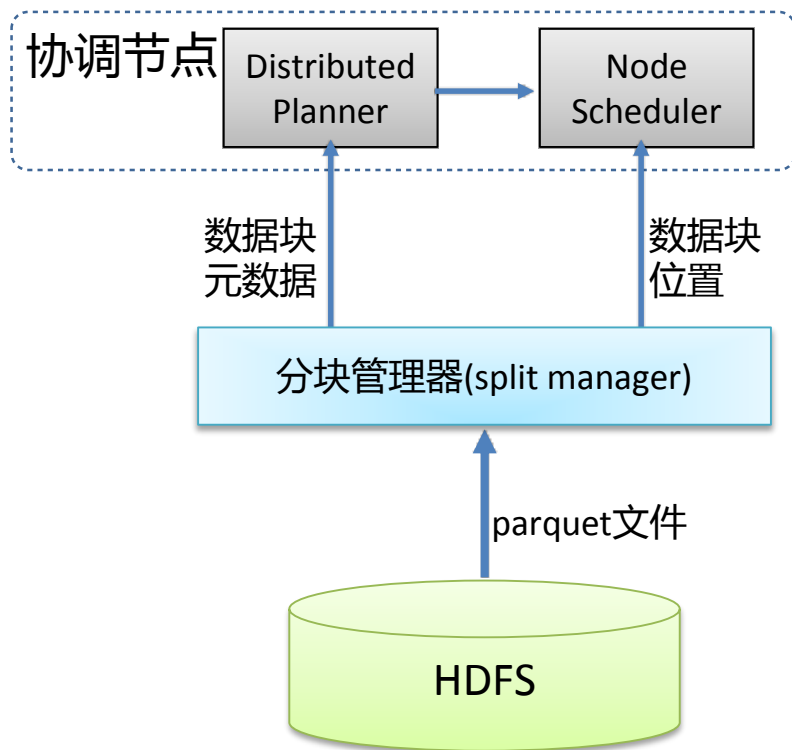 协调节点
Distributed
Planner
Node
Scheduler
数据块
元数据
数据块
位置
分块管理器(split manager)
parquet文件
HDFS